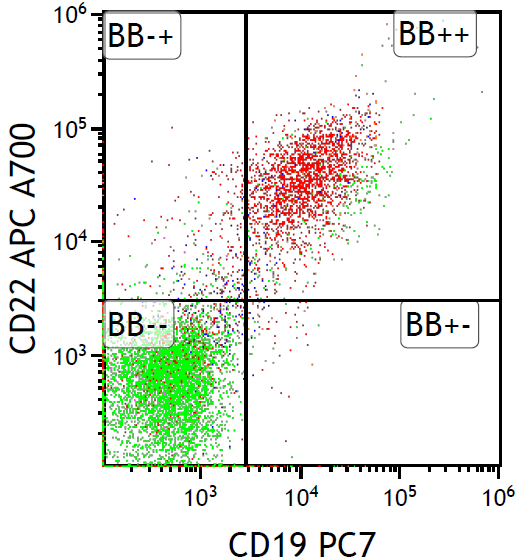 10⁶
BB-+
BB++
10⁵
10⁴
CD22 APC A700
BB--
BB+-
10³
10³ 10⁴ 10⁵ 10⁶
CD19 PC7